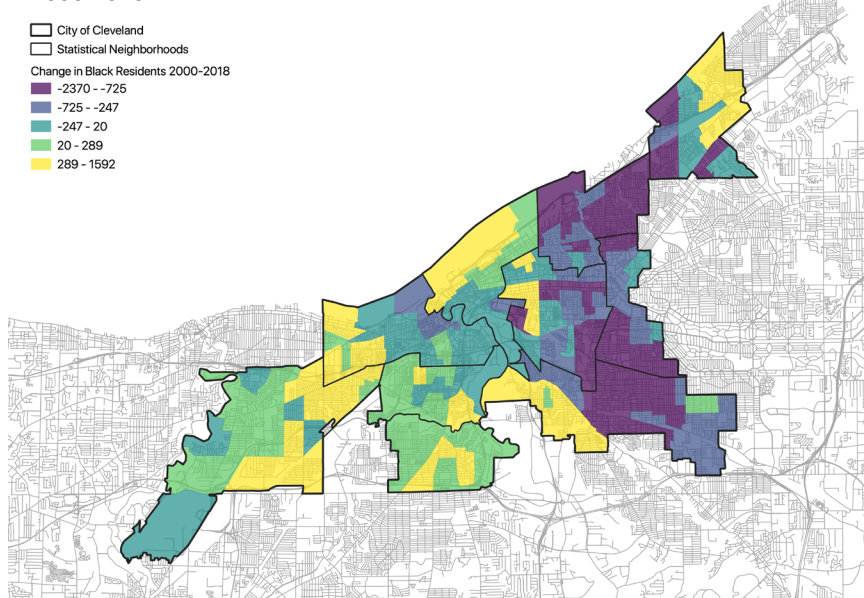 City of Cleveland
Statistical Neighborhoods
Change in Black Residents 2000-2018
-2370 - -725
-725 - -247
-247 - 20
20 - 289
289 - 1592